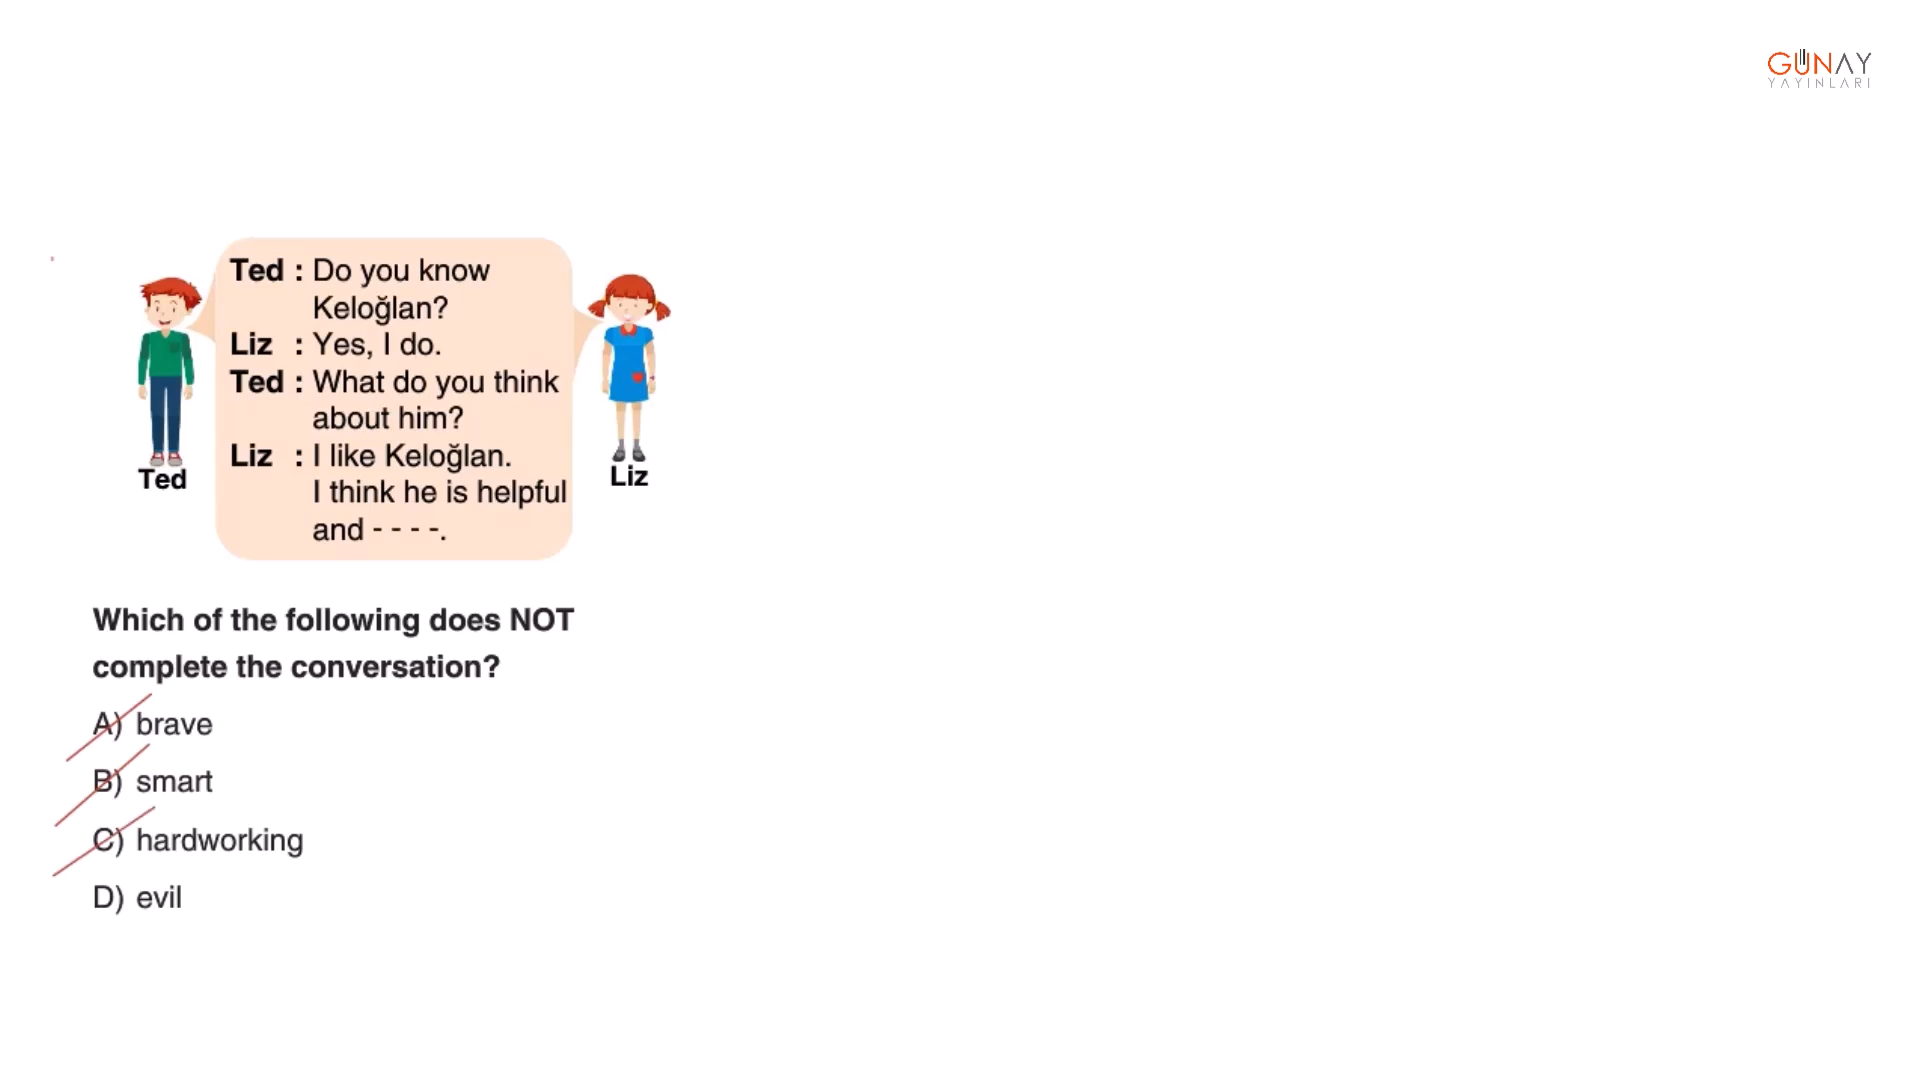 GÜNAY
YAYINLARI
Ted : Do you know
Keloğlan?
Liz : Yes, I do.
Ted : What do you think
about him?
Liz : I like Keloğlan.
I think he is helpful
and - - - -.
Ted
Liz
Which of the following does NOT
complete the conversation?
A) brave
B) smart
C) hardworking
D) evil